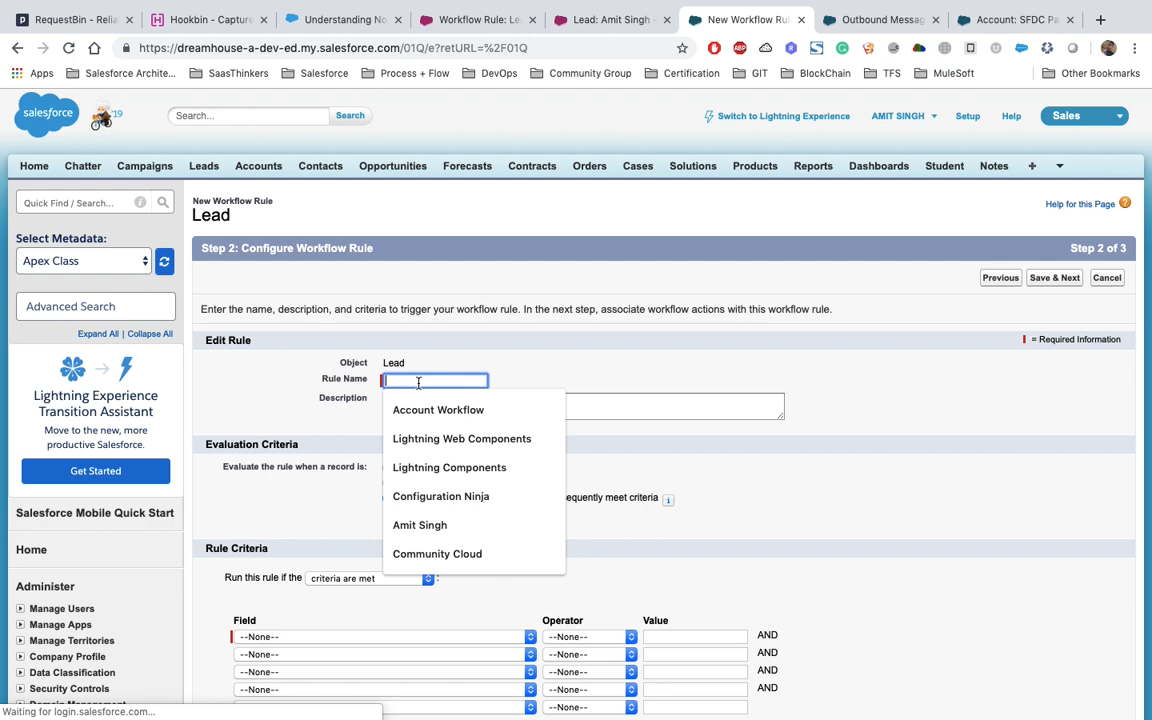 RequestBin - Relia
Hookbin - Capture
Understanding No
Workflow Rule: Le
Lead: Amit Singh -
New Workflow Rul
Outbound Messag
Account: SFDC Pa
https://dreamhouse-a-dev-ed.my.salesforce.com/01Q/e?retURL=%2F01Q
Apps
Salesforce Archite...
SaasThinkers
Salesforce
Process + Flow
DevOps
Community Group
Certification
GIT
BlockChain
TFS
MuleSoft
Other Bookmarks
salesforce
'19
Search...
Search
Switch to Lightning Experience
AMIT SINGH
Setup
Help
Sales
Home
Chatter
Campaigns
Leads
Accounts
Contacts
Opportunities
Forecasts
Contracts
Orders
Cases
Solutions
Products
Reports
Dashboards
Student
Notes
Quick Find / Search...
Select Metadata:
Apex Class
Advanced Search
Expand All | Collapse All
Lightning Experience
Transition Assistant
Move to the new, more
productive Salesforce.
Get Started
Salesforce Mobile Quick Start
Home
Administer
Manage Users
Manage Apps
Manage Territories
Company Profile
Data Classification
Security Controls
Waiting for login.salesforce.com...
New Workflow Rule
Lead
Help for this Page
Step 2: Configure Workflow Rule
Step 2 of 3
Previous
Save & Next
Cancel
Enter the name, description, and criteria to trigger your workflow rule. In the next step, associate workflow actions with this workflow rule.
Edit Rule
= Required Information
Object
Lead
Rule Name
Description
Account Workflow
Lightning Web Components
Lightning Components
Configuration Ninja
Amit Singh
Community Cloud
Evaluation Criteria
Evaluate the rule when a record is:
equently meet criteria
Rule Criteria
Run this rule if the criteria are met :
Field
Operator
Value
--None--
--None--
AND
--None--
--None--
AND
--None--
--None--
AND
--None--
--None--
AND
--None--
--None--